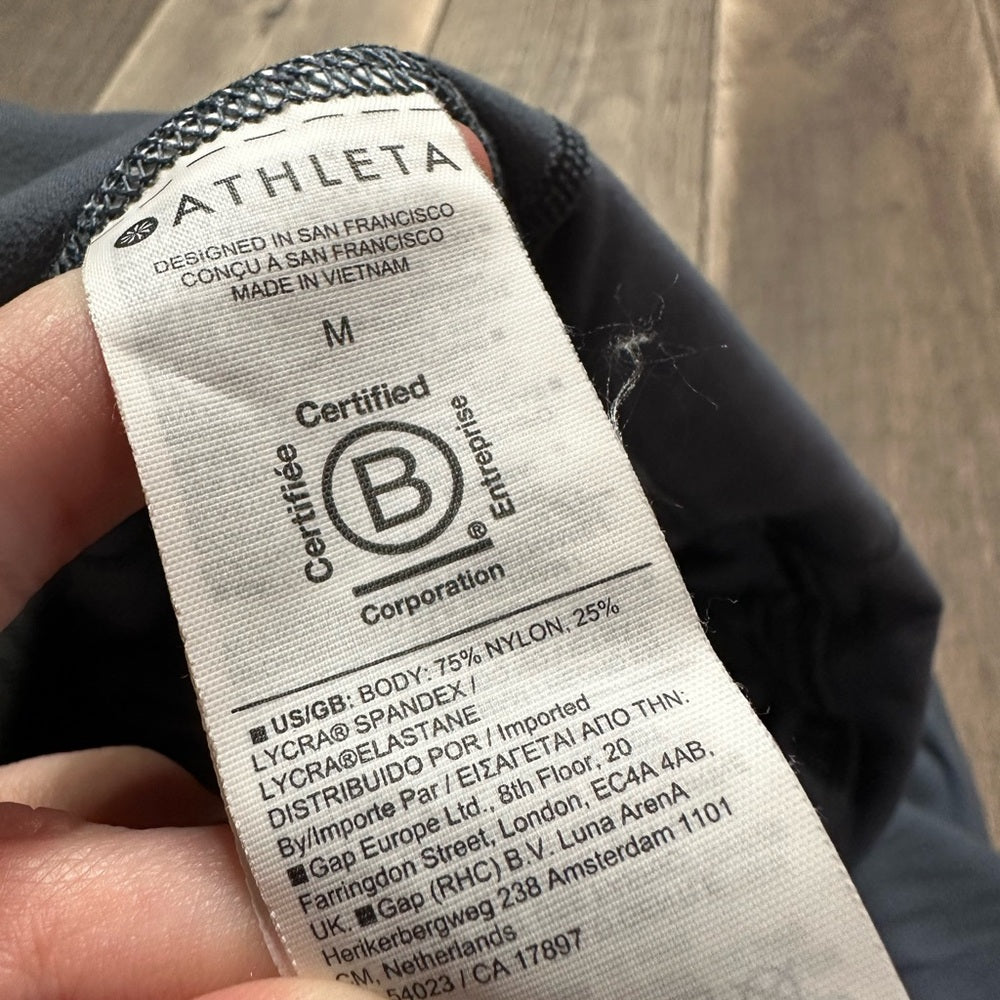 ATHLETA
DESIGNED IN SAN FRANCISCO
CONÇU À SAN FRANCISCO
MADE IN VIETNAM
M
Certified
Certifiée
B
Entreprise
®
Corporation
■US/GB: BODY: 75% NYLON, 25%
LYCRA® SPANDEX /
LYCRA®ELASTANE
DISTRIBUIDO POR / Imported
By/Importe Par / ΕΙΣΑΓΕΤΑΙ ΑΠΟ ΤΗΝ:
■Gap Europe Ltd., 8th Floor, 20
Farringdon Street, London, EC4A 4AB,
UK. ■Gap (RHC) B.V. Luna ArenA
Herikerbergweg 238 Amsterdam 1101
CM, Netherlands
54023 / CA 17897